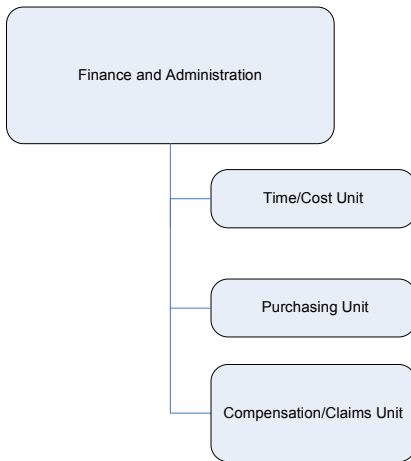 Finance and Administration
Time/Cost Unit
Purchasing Unit
Compensation/Claims Unit